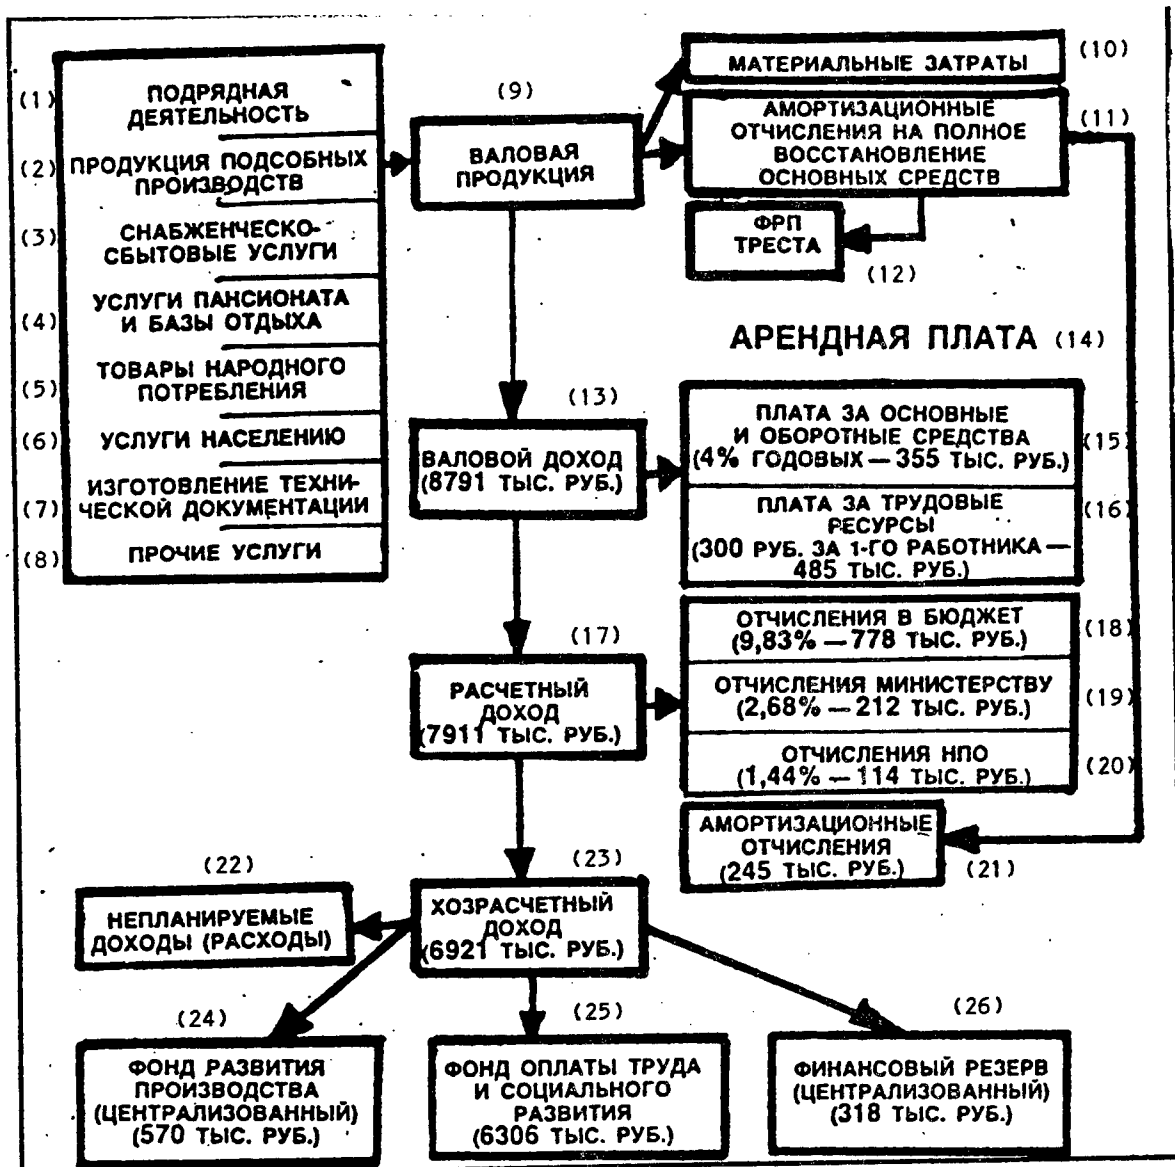 (1)
ПОДРЯДНАЯ
ДЕЯТЕЛЬНОСТЬ
(2)
ПРОДУКЦИЯ ПОДСОБНЫХ
ПРОИЗВОДСТВ
(3)
СНАБЖЕНЧЕСКО-
СБЫТОВЫЕ УСЛУГИ
(4)
УСЛУГИ ПАНСИОНАТА
И БАЗЫ ОТДЫХА
(5)
ТОВАРЫ НАРОДНОГО
ПОТРЕБЛЕНИЯ
(6)
УСЛУГИ НАСЕЛЕНИЮ
(7)
ИЗГОТОВЛЕНИЕ ТЕХНИ-
ЧЕСКОЙ ДОКУМЕНТАЦИИ
(8)
ПРОЧИЕ УСЛУГИ
(9)
ВАЛОВАЯ
ПРОДУКЦИЯ
(10)
МАТЕРИАЛЬНЫЕ ЗАТРАТЫ
(11)
АМОРТИЗАЦИОННЫЕ
ОТЧИСЛЕНИЯ НА ПОЛНОЕ
ВОССТАНОВЛЕНИЕ
ОСНОВНЫХ СРЕДСТВ
ФРП
ТРЕСТА
(12)
(13)
ВАЛОВОЙ ДОХОД
(8791 ТЫС. РУБ.)
АРЕНДНАЯ ПЛАТА (14)
ПЛАТА ЗА ОСНОВНЫЕ
И ОБОРОТНЫЕ СРЕДСТВА
(4% ГОДОВЫХ — 355 ТЫС. РУБ.)
(15)
ПЛАТА ЗА ТРУДОВЫЕ
РЕСУРСЫ
(300 РУБ. ЗА 1-ГО РАБОТНИКА —
485 ТЫС. РУБ.)
(16)
(17)
РАСЧЕТНЫЙ
ДОХОД
(7911 ТЫС. РУБ.)
ОТЧИСЛЕНИЯ В БЮДЖЕТ
(9,83% — 778 ТЫС. РУБ.)
(18)
ОТЧИСЛЕНИЯ МИНИСТЕРСТВУ
(2,68% — 212 ТЫС. РУБ.)
(19)
ОТЧИСЛЕНИЯ НПО
(1,44% — 114 ТЫС. РУБ.)
(20)
АМОРТИЗАЦИОННЫЕ
ОТЧИСЛЕНИЯ
(245 ТЫС. РУБ.)
(21)
(22)
НЕПЛАНИРУЕМЫЕ
ДОХОДЫ (РАСХОДЫ)
(23)
ХОЗРАСЧЕТНЫЙ
ДОХОД
(6921 ТЫС. РУБ.)
(24)
ФОНД РАЗВИТИЯ
ПРОИЗВОДСТВА
(ЦЕНТРАЛИЗОВАННЫЙ)
(570 ТЫС. РУБ.)
(25)
ФОНД ОПЛАТЫ ТРУДА
И СОЦИАЛЬНОГО
РАЗВИТИЯ
(6306 ТЫС. РУБ.)
(26)
ФИНАНСОВЫЙ РЕЗЕРВ
(ЦЕНТРАЛИЗОВАННЫЙ)
(318 ТЫС. РУБ.)